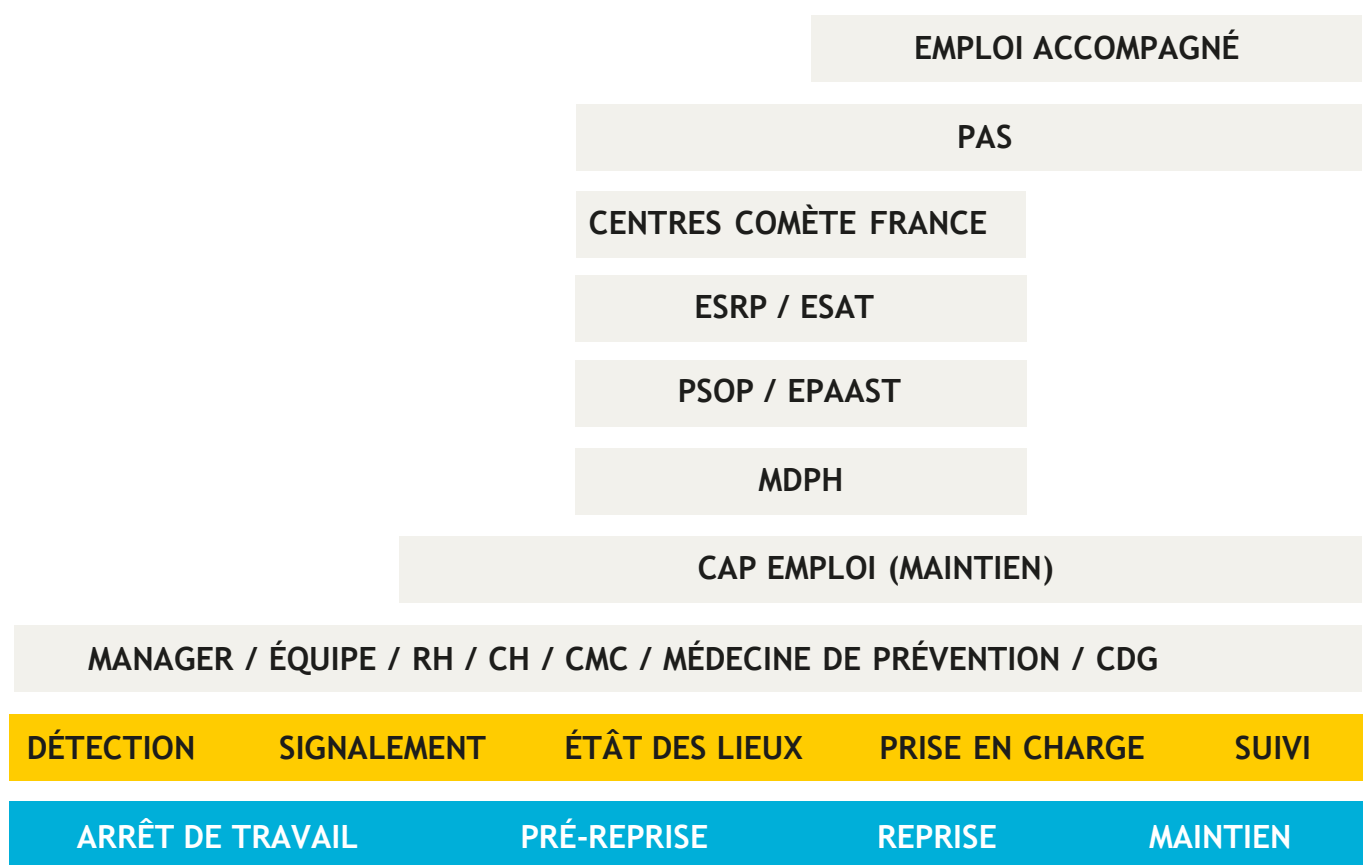 EMPLOI ACCOMPAGNÉ
PAS
CENTRES COMÈTE FRANCE
ESRP / ESAT
PSOP / EPAAST
MDPH
CAP EMPLOI (MAINTIEN)
MANAGER / ÉQUIPE / RH / CH / CMC / MÉDECINE DE PRÉVENTION / CDG
DÉTECTION SIGNALEMENT ÉTÂT DES LIEUX PRISE EN CHARGE SUIVI
ARRÊT DE TRAVAIL PRÉ-REPRISE REPRISE MAINTIEN